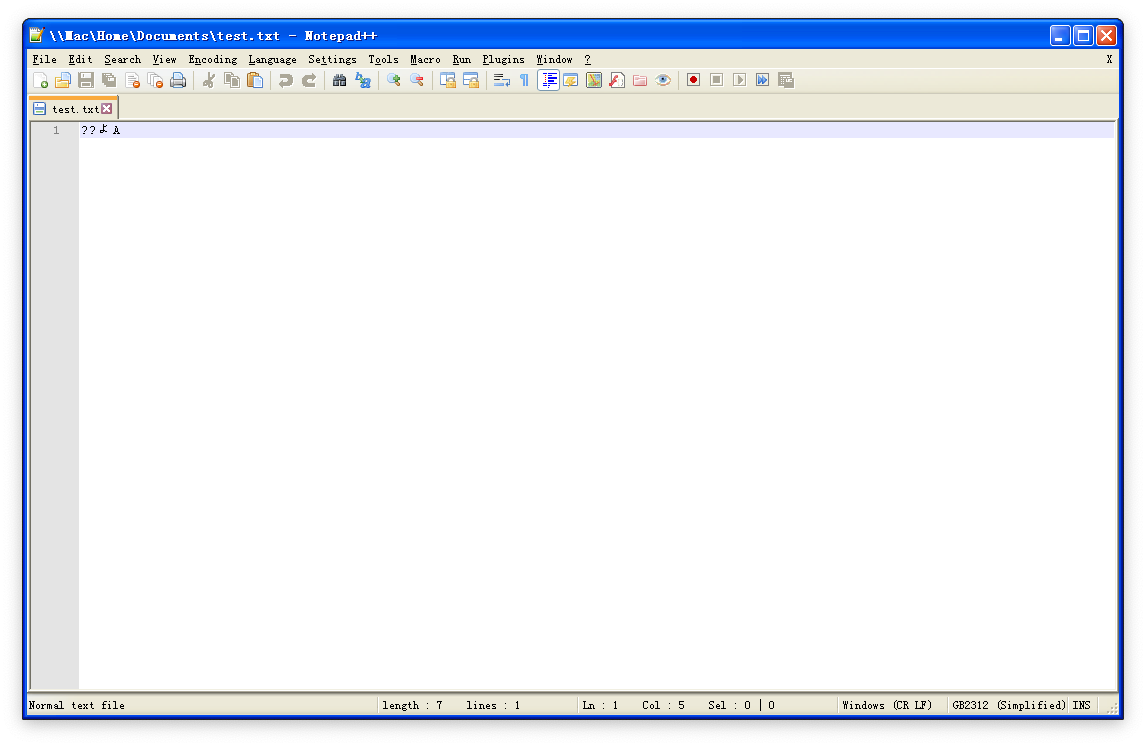 \\Mac\Home\Documents\test.txt - Notepad++
File Edit Search View Encoding Language Settings Tools Macro Run Plugins Window ? X
test.txt
1 ??よA
Normal text file length : 7 lines : 1 Ln : 1 Col : 5 Sel : 0 | 0 Windows (CR LF) GB2312 (Simplified) INS